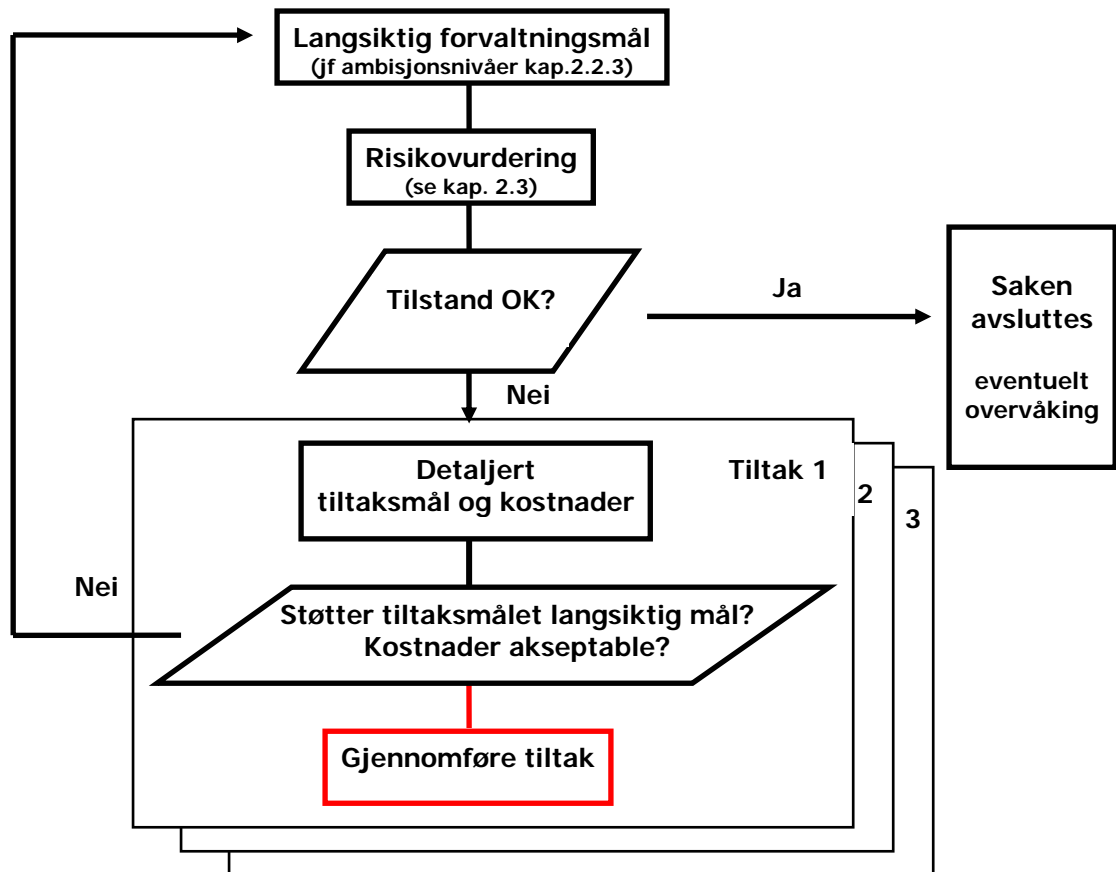 Langsiktig forvaltningsmål
(jf ambisjonsnivåer kap.2.2.3)
Risikovurdering
(se kap. 2.3)
Tilstand OK?
Ja
Saken
avsluttes
eventuelt
overvåking
Nei
Detaljert
tiltaksmål og kostnader
Tiltak 1
2
3
Nei
Støtter tiltaksmålet langsiktig mål?
Kostnader akseptable?
Gjennomføre tiltak